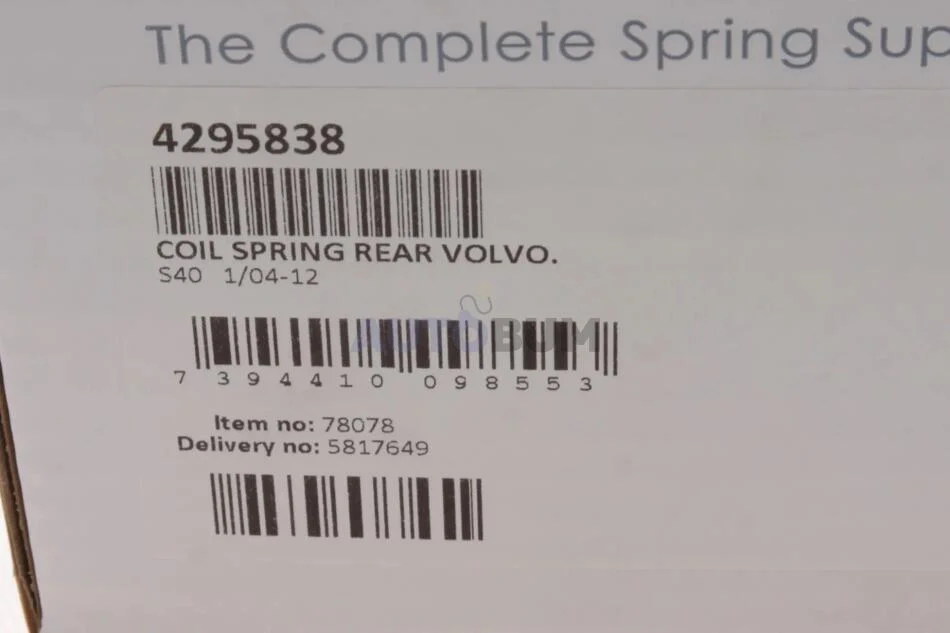 The Complete Spring Sup
4295838
COIL SPRING REAR VOLVO.
S40 1/04-12
AUTOBUM
7 394410 098553
Item no: 78078
Delivery no: 5817649